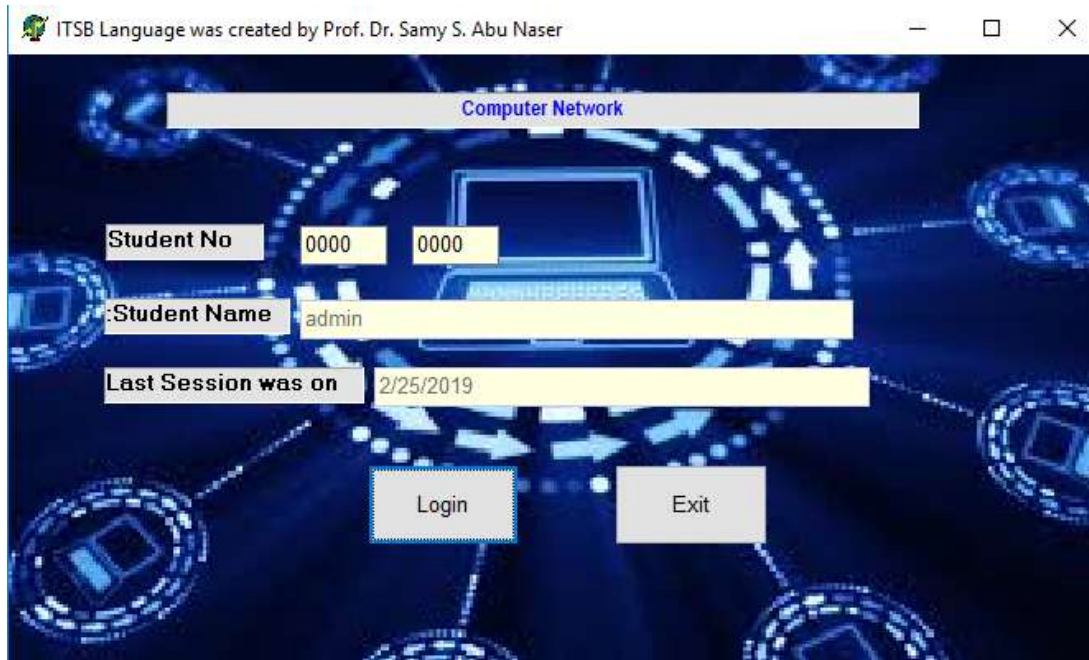 ITSB Language was created by Prof. Dr. Samy S. Abu Naser
Computer Network
Student No 0000 0000
:Student Name admin
Last Session was on 2/25/2019
Login Exit